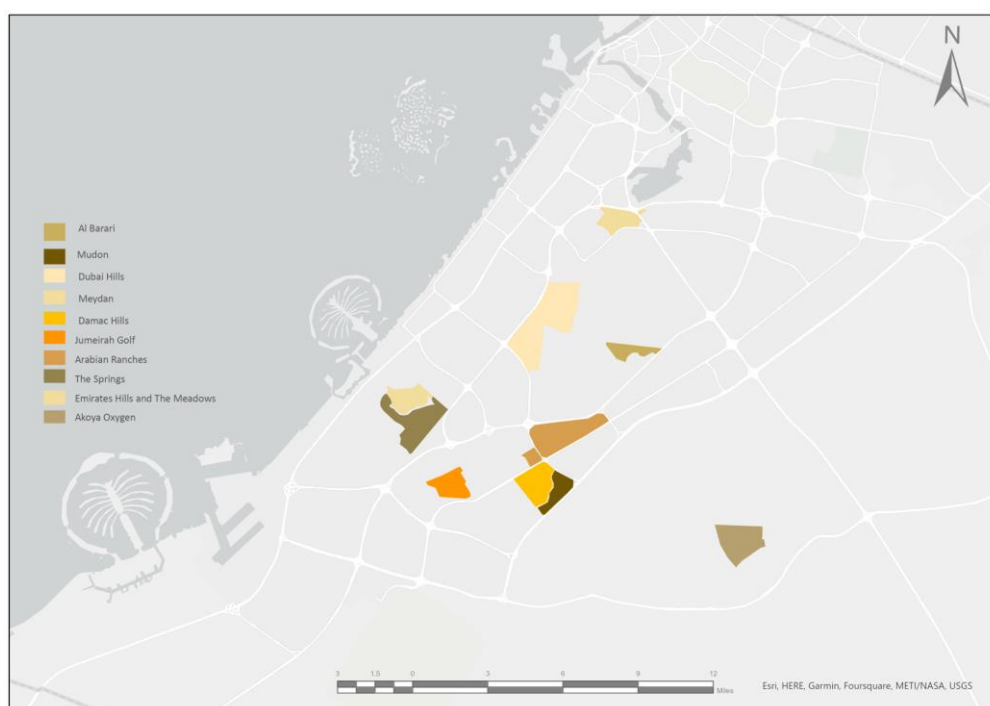 N
Al Barari
Mudon
Dubai Hills
Meydan
Damac Hills
Jumeirah Golf
Arabian Ranches
The Springs
Emirates Hills and The Meadows
Akoya Oxygen
3 1.5 0 3 6 9 12
Miles
Esri, HERE, Garmin, Foursquare, METI/NASA, USGS